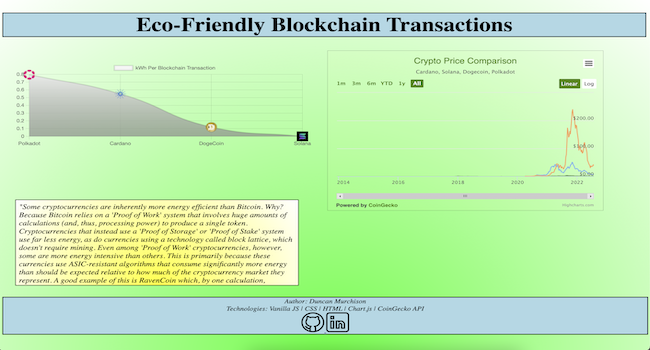 Eco-Friendly Blockchain Transactions
kWh Per Blockchain Transaction
0.8
0.7
0.6
0.5
0.4
0.3
0.2
0.1
0
Polkadot Cardano DogeCoin Solana
Crypto Price Comparison
Cardano, Solana, Dogecoin, Polkadot
1m 3m 6m YTD 1y All
Linear Log
$200.00
$0.00
2014 2016 2018 2020 2022
Powered by CoinGecko
Highcharts.com
"Some cryptocurrencies are inherently more energy efficient than Bitcoin. Why?
Because Bitcoin relies on a 'Proof of Work' system that involves huge amounts of
calculations (and, thus, processing power) to produce a single token.
Cryptocurrencies that instead use a 'Proof of Storage' or 'Proof of Stake' system
use far less energy, as do currencies using a technology called block lattice, which
doesn't require mining. Even among 'Proof of Work' cryptocurrencies, however,
some are more energy intensive than others. This is primarily because these
currencies use ASIC-resistant algorithms that consume significantly more energy
than should be expected relative to how much of the cryptocurrency market they
represent. A good example of this is RavenCoin which, by one calculation,
Author: Duncan Murchison
Technologies: Vanilla JS | CSS | HTML | Chart.js | CoinGecko API
in